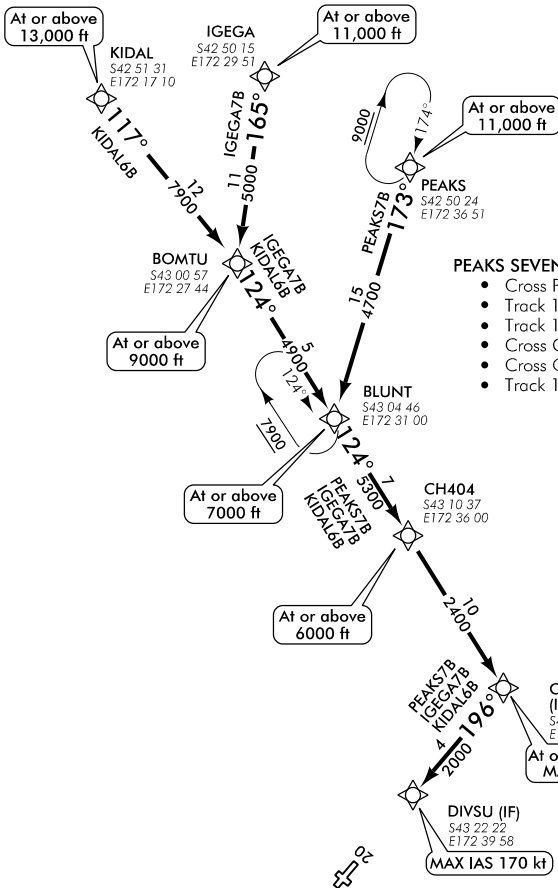 At or above
13,000 ft
KIDAL
S42 51 31
E172 17 10
IGEGA
S42 50 15
E172 29 51
At or above
11,000 ft
At or above
11,000 ft
PEAKS
S42 50 24
E172 36 51
9000
174°
117°
KIDAL6B
12
7900
IGEGA7B
165°
11
5000
PEAKS7B
173°
15
4700
BOMTU
S43 00 57
E172 27 44
At or above
9000 ft
IGEGA7B
KIDAL6B
124°
5
4900
124°
7900
PEAKS SEVEN
• Cross
• Track 1
• Track 1
• Cross
• Cross
• Track 1
BLUNT
S43 04 46
E172 31 00
At or above
7000 ft
124°
7
5300
PEAKS7B
IGEGA7B
KIDAL6B
CH404
S43 10 37
E172 36 00
At or above
6000 ft
10
2400
PEAKS7B
IGEGA7B
KIDAL6B
196°
4
2000
At o
DIVSU (IF)
S43 22 22
E172 39 58
MAX IAS 170 kt
20